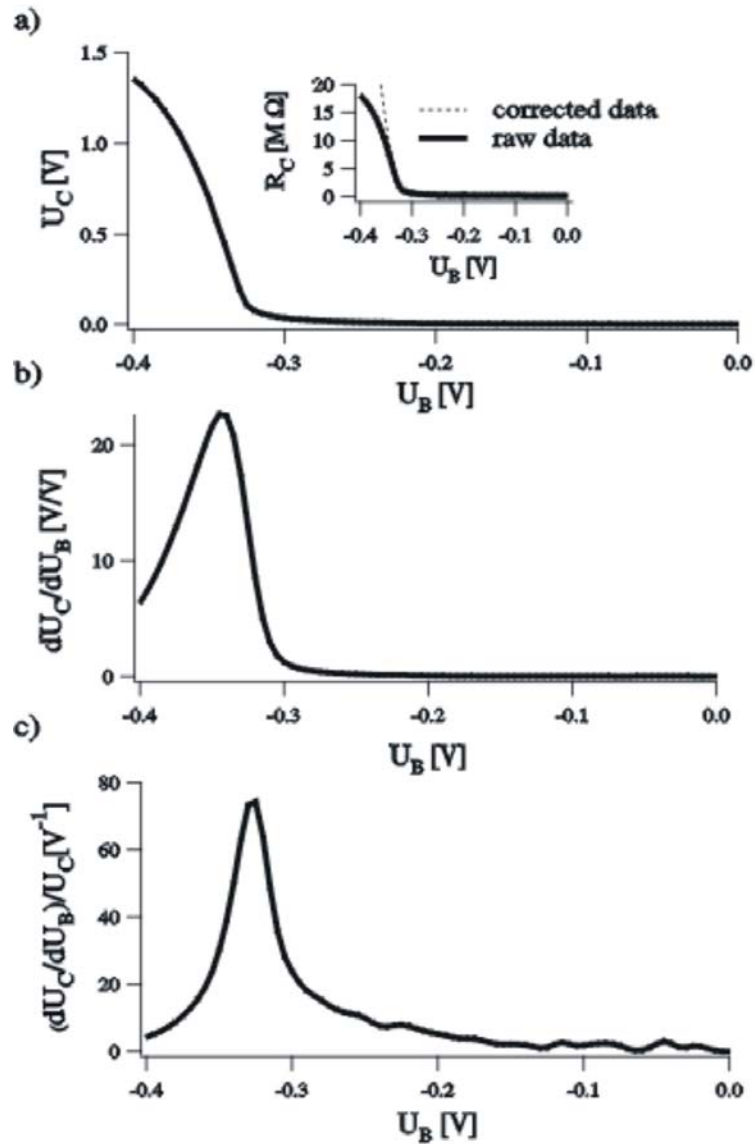 a)
1.5
1.0
0.5
0.0
U_C [V]
-0.4
-0.3
-0.2
-0.1
0.0
U_B [V]
20
15
10
5
0
R_C [M Ω]
corrected data
raw data
-0.4
-0.3
-0.2
-0.1
0.0
U_B [V]
b)
20
10
0
dU_C/dU_B [V/V]
-0.4
-0.3
-0.2
-0.1
0.0
U_B [V]
c)
80
60
40
20
0
(dU_C/dU_B)/U_C [V^-1]
-0.4
-0.3
-0.2
-0.1
0.0
U_B [V]